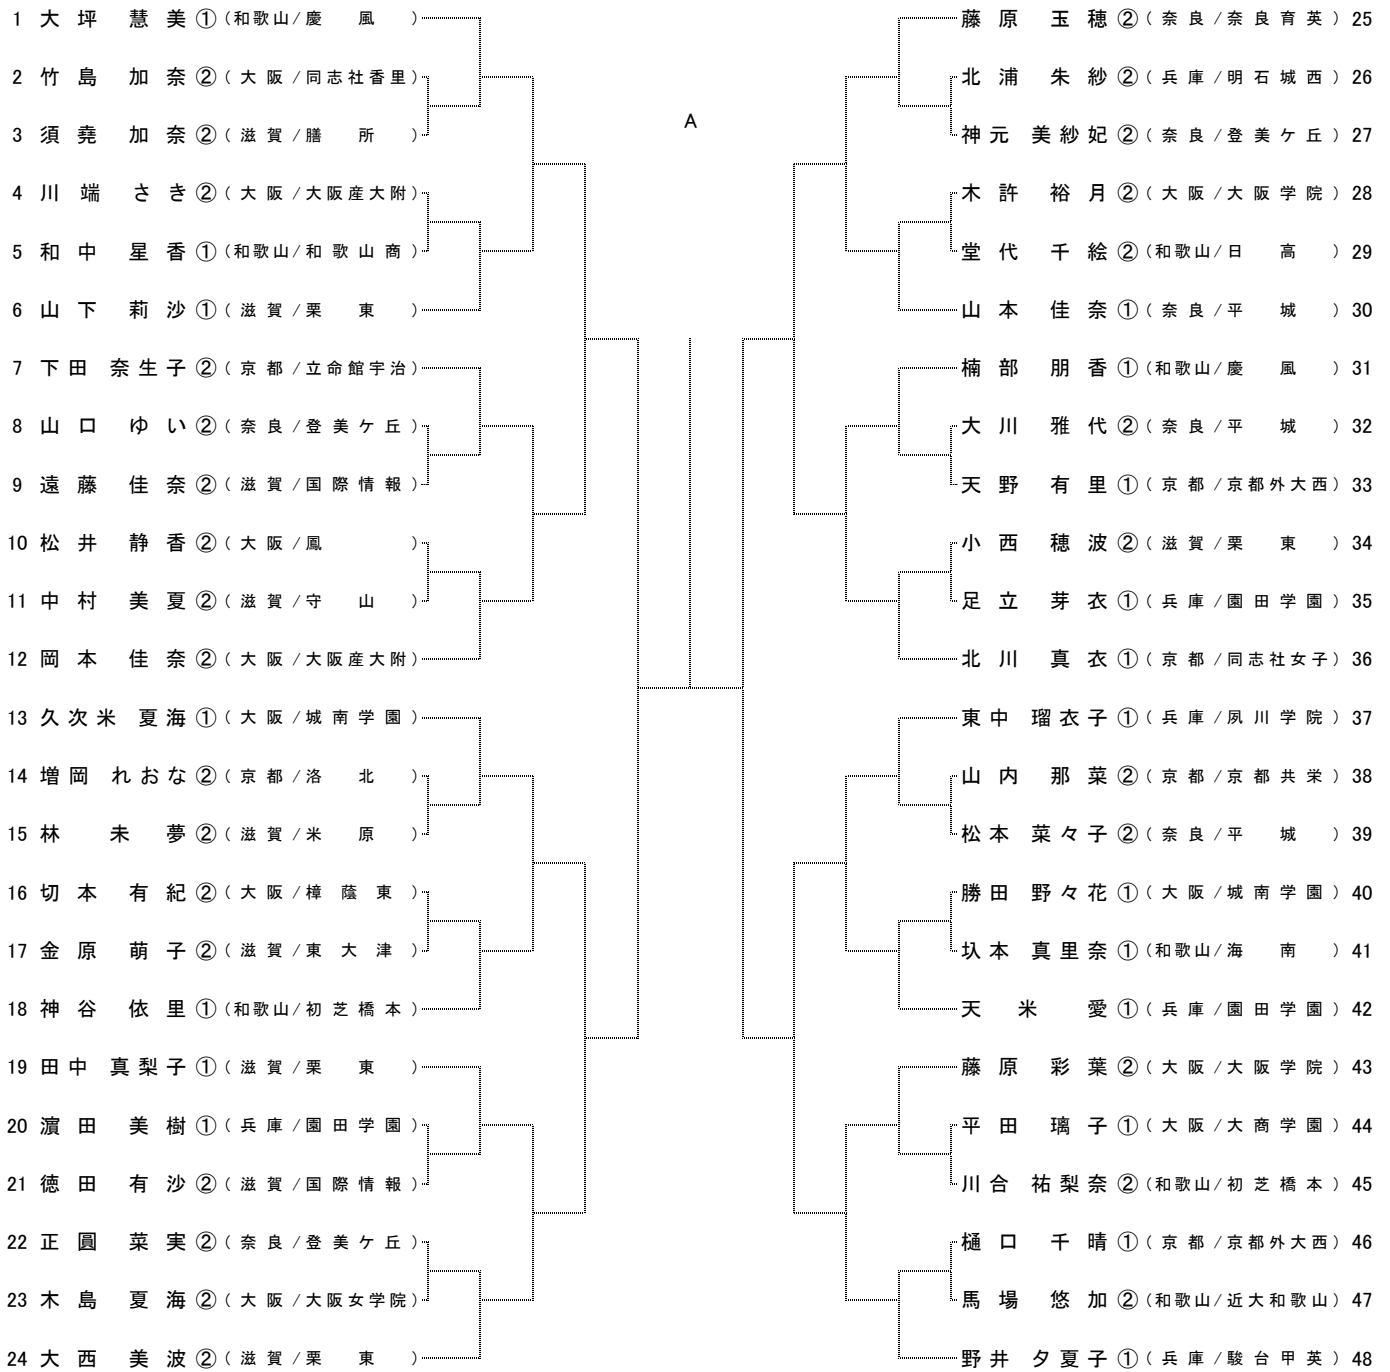 1 大坪 慧美 ① (和歌山/慶風)
2 竹島 加奈 ② (大阪/同志社香里)
3 須堯 加奈 ② (滋賀/膳所)
4 川端 さき ② (大阪/大阪産大附)
5 和中 星香 ① (和歌山/和歌山商)
6 山下 莉沙 ① (滋賀/栗東)
7 下田 奈生子 ② (京都/立命館宇治)
8 山口 ゆい ② (奈良/登美ケ丘)
9 遠藤 佳奈 ② (滋賀/国際情報)
10 松井 静香 ② (大阪/鳳)
11 中村 美夏 ② (滋賀/守山)
12 岡本 佳奈 ② (大阪/大阪産大附)
13 久次米 夏海 ① (大阪/城南学園)
14 増岡 れおな ② (京都/洛北)
15 林 未夢 ② (滋賀/米原)
16 切本 有紀 ② (大阪/樟蔭東)
17 金原 萌子 ② (滋賀/東大津)
18 神谷 依里 ① (和歌山/初芝橋本)
19 田中 真梨子 ① (滋賀/栗東)
20 濵田 美樹 ① (兵庫/園田学園)
21 徳田 有沙 ② (滋賀/国際情報)
22 正圓 菜実 ② (奈良/登美ケ丘)
23 木島 夏海 ② (大阪/大阪女学院)
24 大西 美波 ② (滋賀/栗東)
A
藤原 玉穂 ② (奈良/奈良育英) 25
北浦 朱紗 ② (兵庫/明石城西) 26
神元 美紗妃 ② (奈良/登美ケ丘) 27
木許 裕月 ② (大阪/大阪学院) 28
堂代 千絵 ② (和歌山/日高) 29
山本 佳奈 ① (奈良/平城) 30
楠部 朋香 ① (和歌山/慶風) 31
大川 雅代 ② (奈良/平城) 32
天野 有里 ① (京都/京都外大西) 33
小西 穂波 ② (滋賀/栗東) 34
足立 芽衣 ① (兵庫/園田学園) 35
北川 真衣 ① (京都/同志社女子) 36
東中 瑠衣子 ① (兵庫/夙川学院) 37
山内 那菜 ② (京都/京都共栄) 38
松本 菜々子 ② (奈良/平城) 39
勝田 野々花 ① (大阪/城南学園) 40
圦本 真里奈 ① (和歌山/海南) 41
天米 愛 ① (兵庫/園田学園) 42
藤原 彩葉 ② (大阪/大阪学院) 43
平田 璃子 ① (大阪/大商学園) 44
川合 祐梨奈 ② (和歌山/初芝橋本) 45
樋口 千晴 ① (京都/京都外大西) 46
馬場 悠加 ② (和歌山/近大和歌山) 47
野井 夕夏子 ① (兵庫/駿台甲英) 48